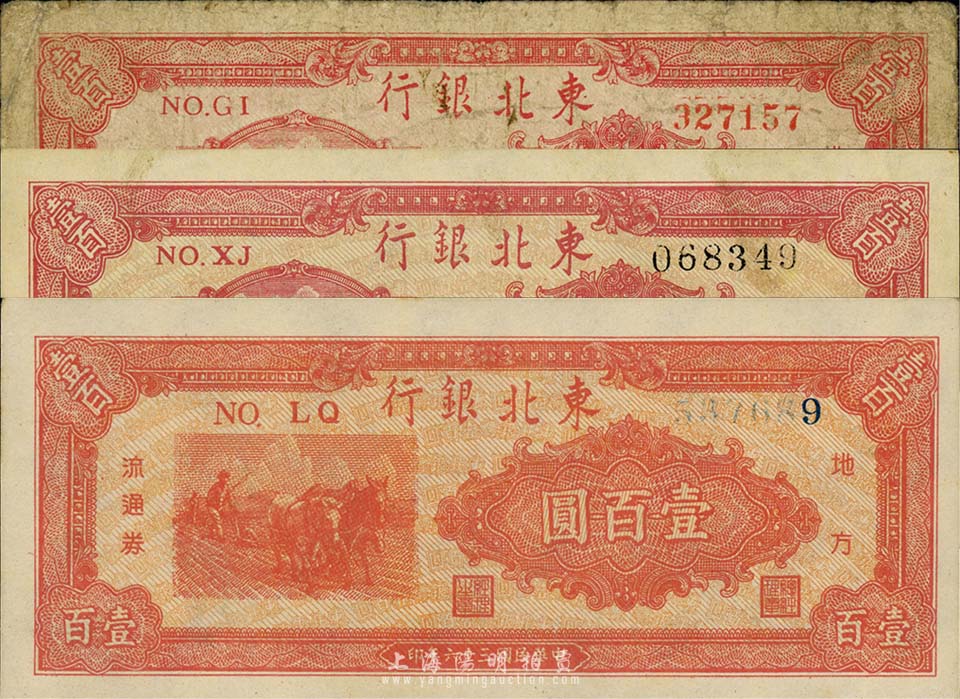 壹百 壹百
NO.GI 行銀北東 327157
壹百 壹百
NO.XJ 行銀北東 068349
壹百 壹百
NO. LQ 行銀北東 9
流通券 圓百壹 地方
百壹 百壹
上海陽明拍賣
www.yangmingauction.com